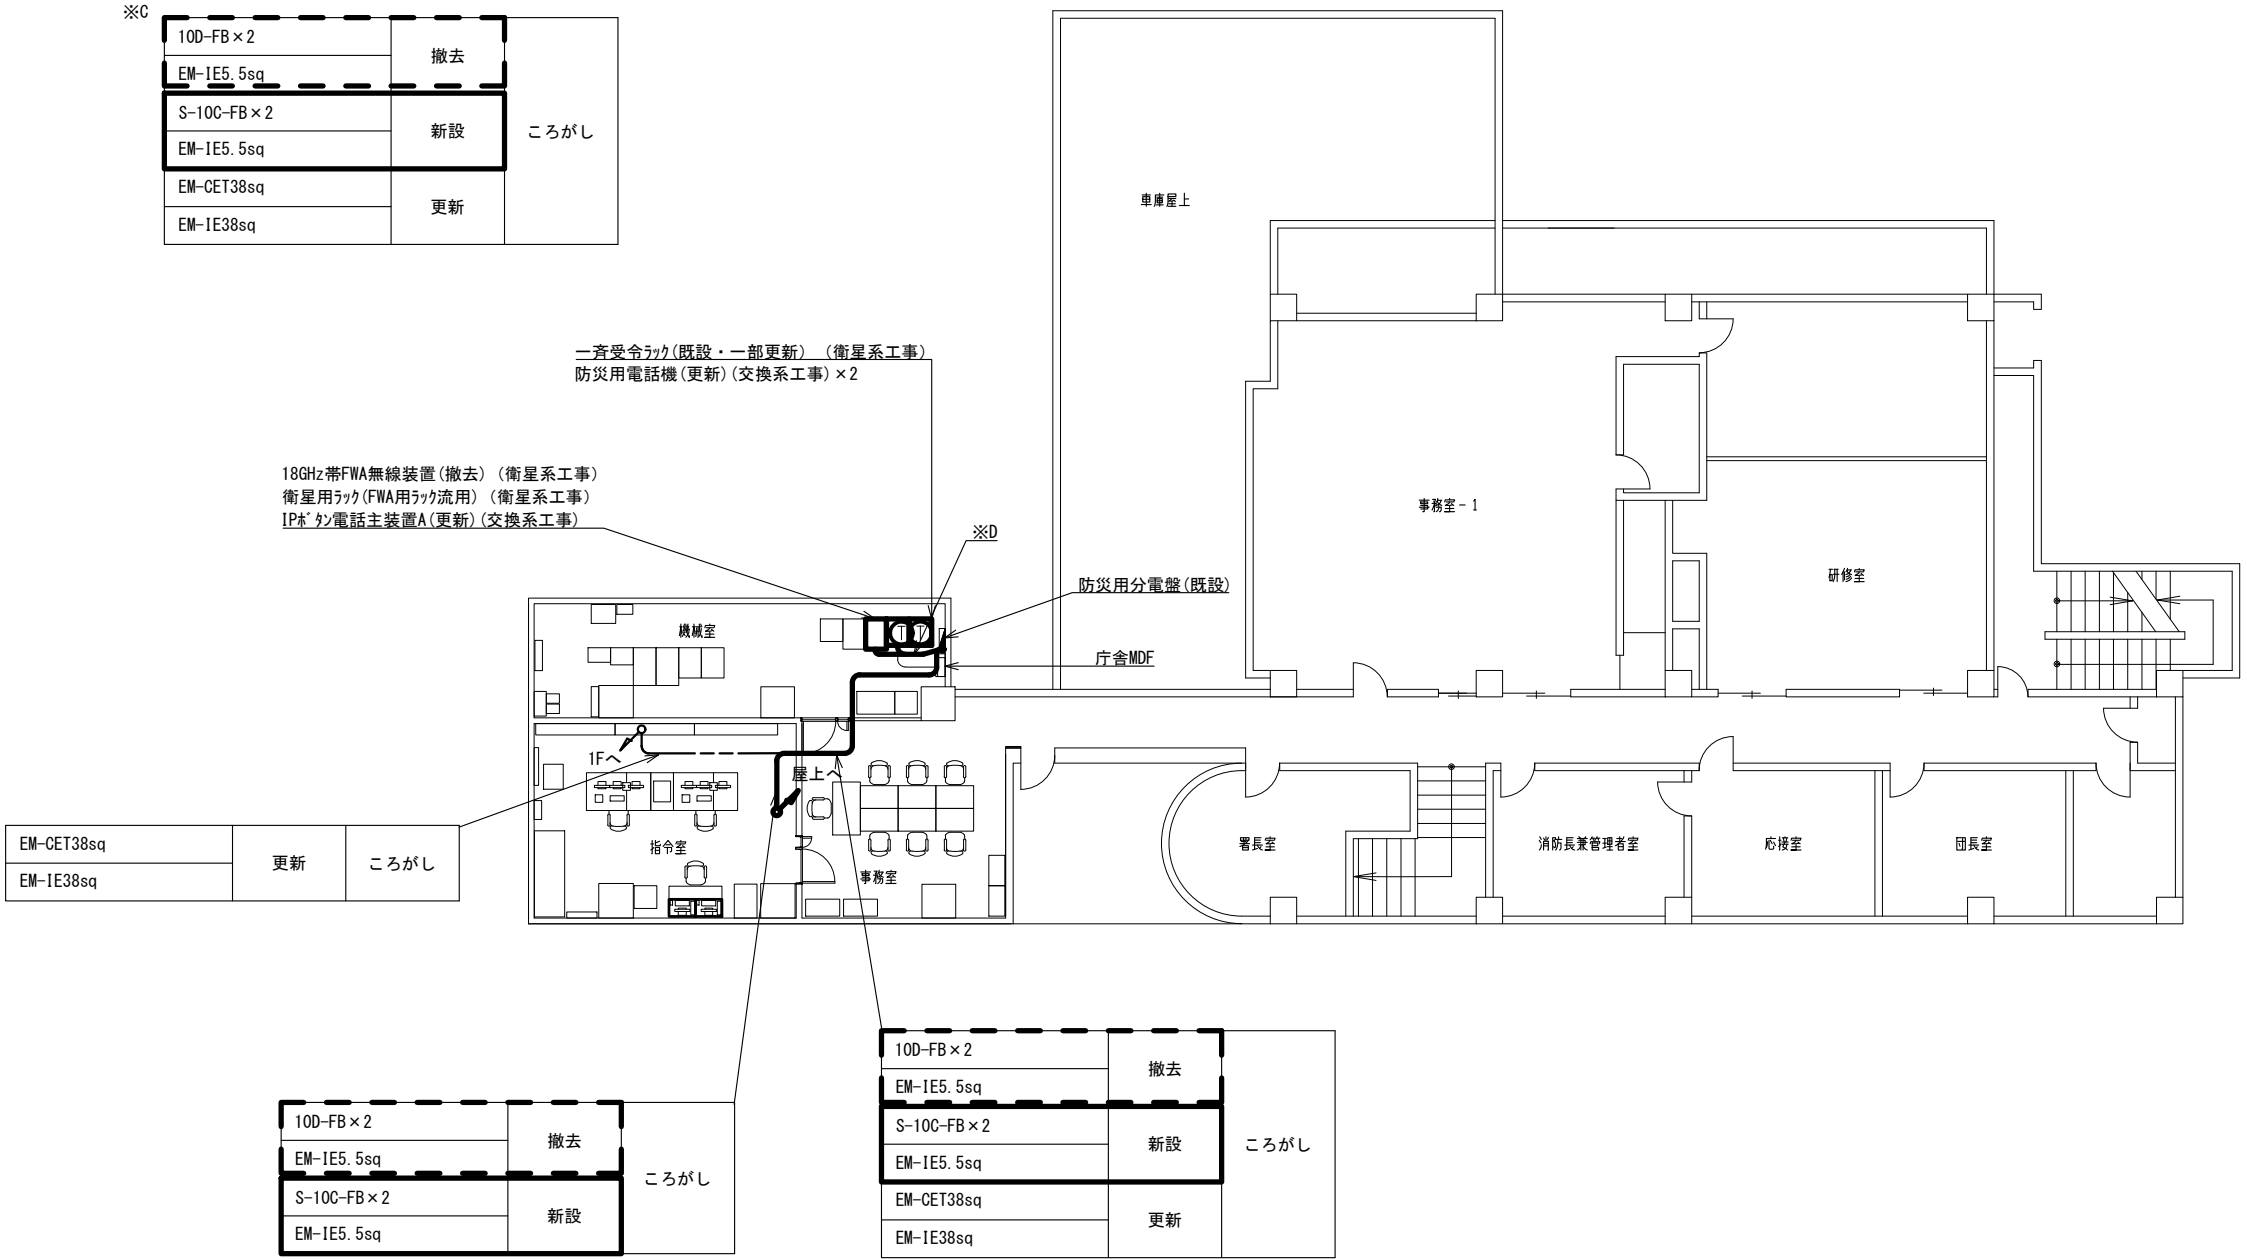 ※C
10D-FB×2
撤去
EM-IE5.5sq
S-10C-FB×2
新設
ころがし
EM-IE5.5sq
EM-CET38sq
更新
EM-IE38sq
車庫屋上
一斉受令ﾗｯｸ(既設・一部更新) (衛星系工事)
防災用電話機(更新)(交換系工事)×2
18GHz帯FWA無線装置(撤去) (衛星系工事)
衛星用ﾗｯｸ(FWA用ﾗｯｸ流用) (衛星系工事)
IPﾎﾞﾀﾝ電話主装置A(更新)(交換系工事)
※D
防災用分電盤(既設)
庁舎MDF
事務室-1
研修室
機械室
1Fへ
屋上へ
指令室
事務室
署長室
消防長兼管理者室
応接室
団長室
EM-CET38sq
更新
ころがし
EM-IE38sq
10D-FB×2
撤去
EM-IE5.5sq
S-10C-FB×2
新設
ころがし
EM-IE5.5sq
EM-CET38sq
更新
EM-IE38sq
10D-FB×2
撤去
EM-IE5.5sq
ころがし
S-10C-FB×2
新設
EM-IE5.5sq